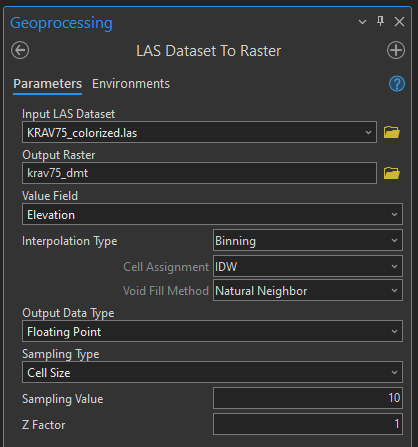 Geoprocessing
LAS Dataset To Raster
Parameters Environments
Input LAS Dataset
KRAV75_colorized.las
Output Raster
krav75_dmt
Value Field
Elevation
Interpolation Type Binning
Cell Assignment IDW
Void Fill Method Natural Neighbor
Output Data Type
Floating Point
Sampling Type
Cell Size
Sampling Value 10
Z Factor 1